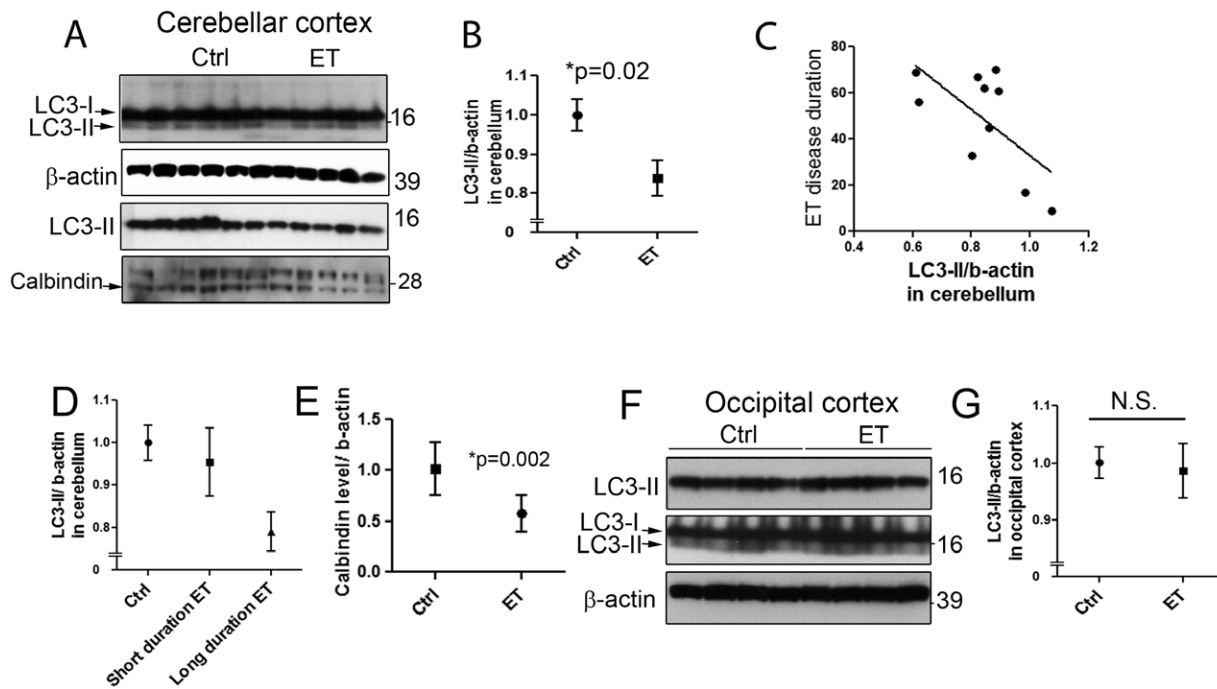 A
Cerebellar cortex
Ctrl
ET
LC3-I
LC3-II
16
β-actin
39
LC3-II
16
Calbindin
28
B
LC3-II/b-actin
in cerebellum
1.1
1.0
0.9
0.8
0
*p=0.02
Ctrl
ET
C
ET disease duration
80
60
40
20
0
0.4
0.6
0.8
1.0
1.2
LC3-II/b-actin
in cerebellum
D
LC3-II/ b-actin
in cerebellum
1.1
1.0
0.9
0.8
0
Ctrl
Short duration ET
Long duration ET
E
Calbindin level/ b-actin
1.5
1.0
0.5
0.0
*p=0.002
Ctrl
ET
F
Occipital cortex
Ctrl
ET
LC3-II
16
LC3-I
LC3-II
16
β-actin
39
G
LC3-II/b-actin
in occipital cortex
1.1
1.0
0.9
0
N.S.
Ctrl
ET